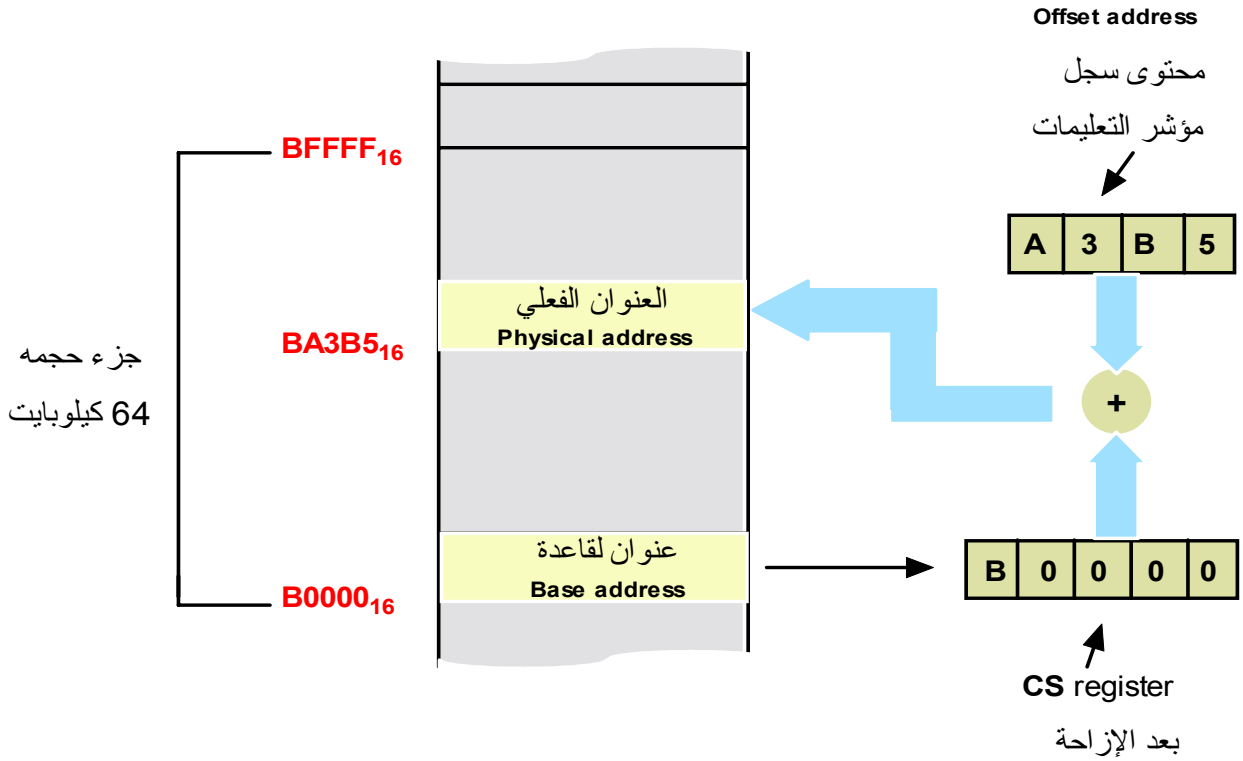 Offset address
محتوى سجل
مؤشر التعليمات
BFFFF₁₆
A 3 B 5
العنوان الفعلي
Physical address
BA3B5₁₆
جزء حجمه
64 كيلوبايت
+
عنوان لقاعدة
Base address
B 0 0 0 0
B0000₁₆
CS register
بعد الإزاحة